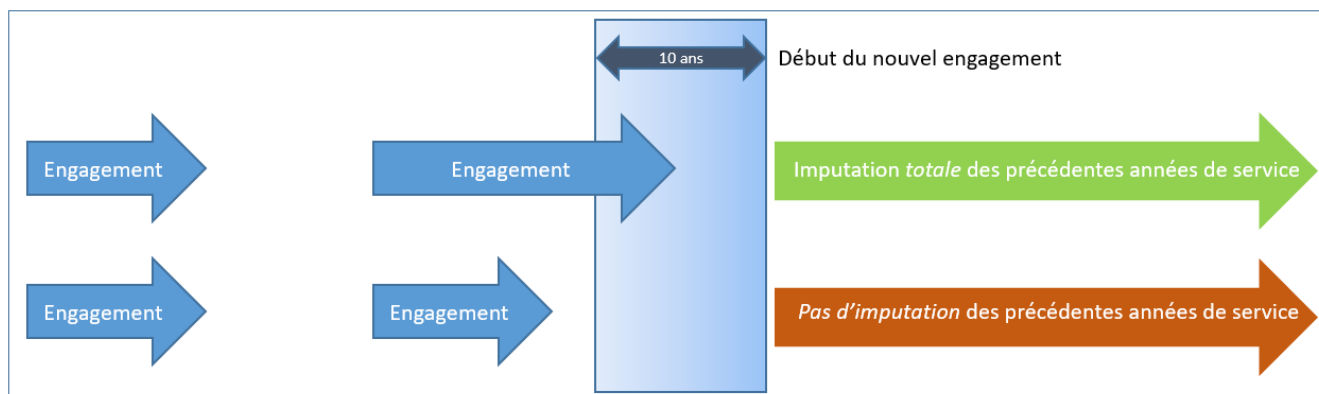 10 ans
Début du nouvel engagement
Engagement
Engagement
Imputation totale des précédentes années de service
Engagement
Engagement
Pas d'imputation des précédentes années de service